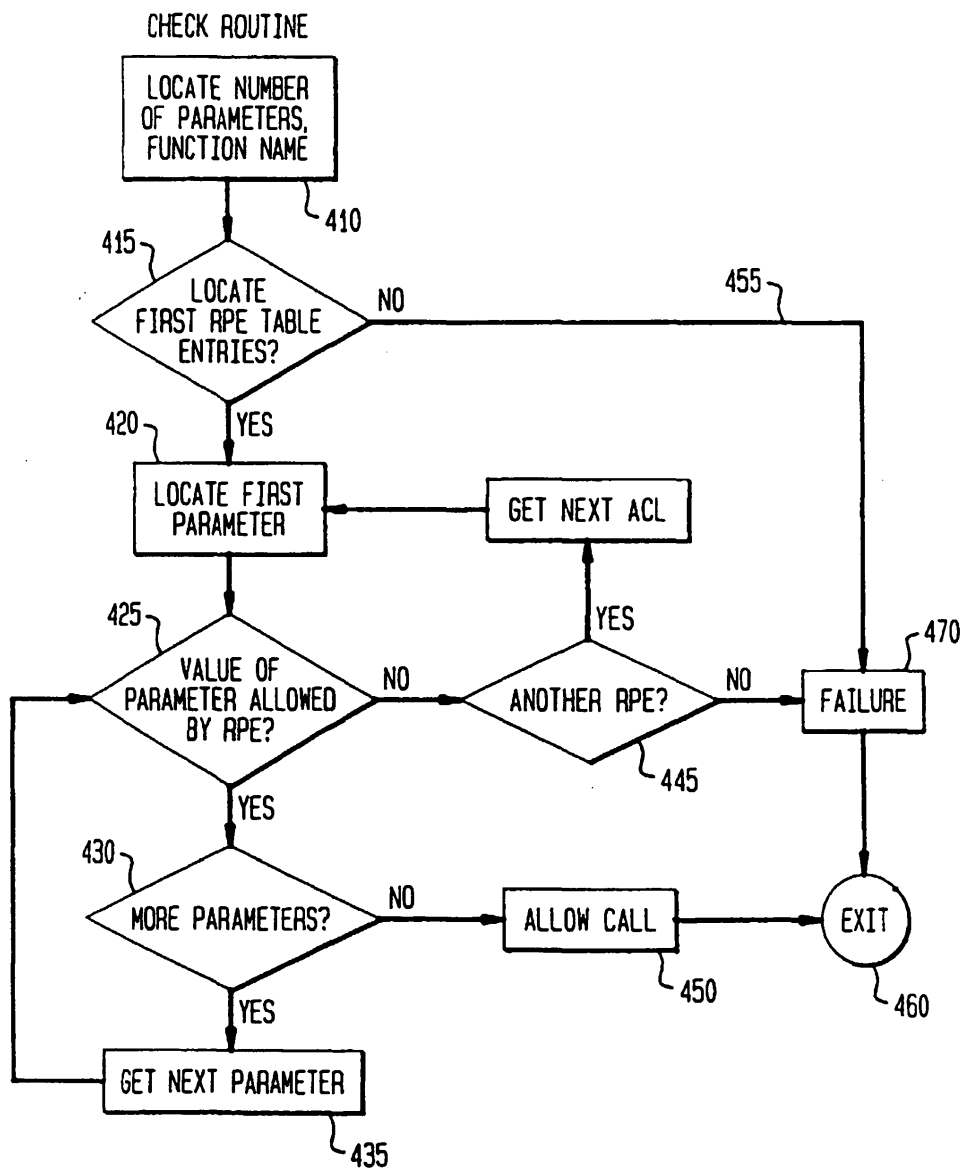 CHECK ROUTINE
LOCATE NUMBER
OF PARAMETERS,
FUNCTION NAME
410
415
LOCATE
FIRST RPE TABLE
ENTRIES?
NO
455
YES
420
LOCATE FIRST
PARAMETER
GET NEXT ACL
YES
425
VALUE OF
PARAMETER ALLOWED
BY RPE?
NO
ANOTHER RPE?
445
NO
470
FAILURE
YES
430
MORE PARAMETERS?
NO
ALLOW CALL
450
EXIT
460
YES
GET NEXT PARAMETER
435